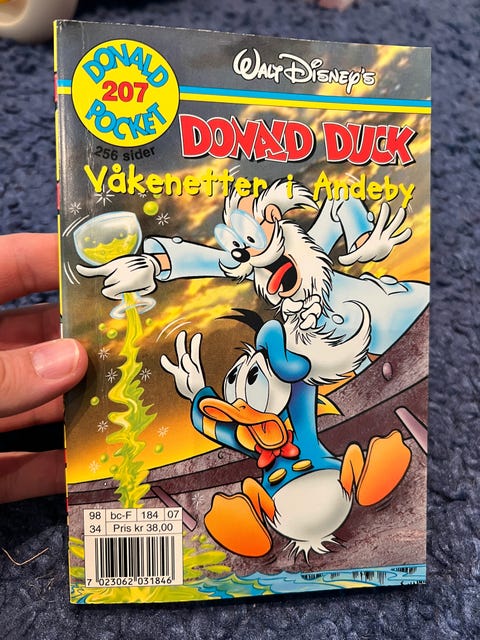 DONALD
207
POCKET
256 sider
WALT DISNEY'S
DONALD DUCK
Våkenetter i Andeby
98 bc-F 184 07
34 Pris kr 38,00
7 023062 031846